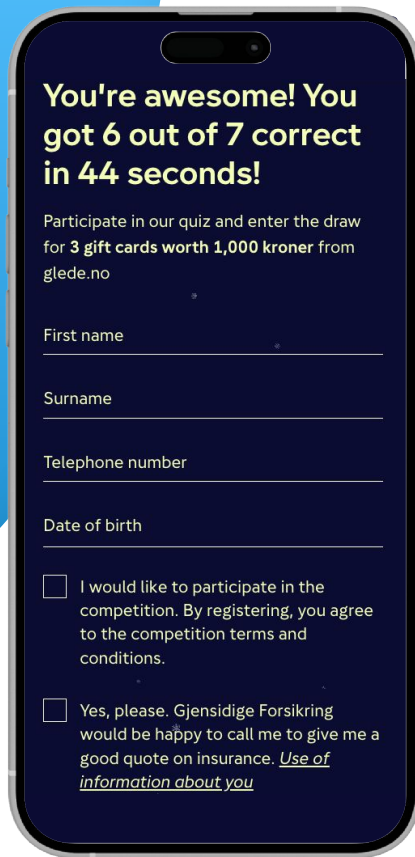 You're awesome! You
got 6 out of 7 correct
in 44 seconds!
Participate in our quiz and enter the draw
for 3 gift cards worth 1,000 kroner from
glede.no
First name
Surname
Telephone number
Date of birth
I would like to participate in the
competition. By registering, you agree
to the competition terms and
conditions.
Yes, please. Gjensidige Forsikring
would be happy to call me to give me a
good quote on insurance. Use of
information about you